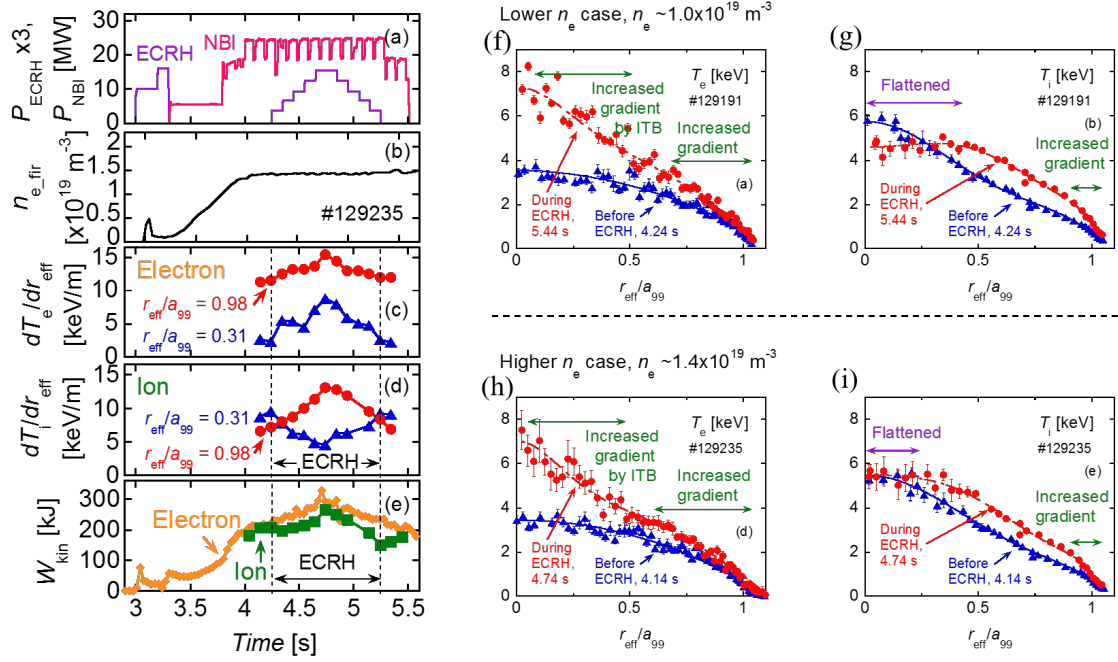 P_ECRH x3,
P_NBI [MW]
30
20
10
0
ECRH
NBI
(a)
n_e_fir
[x10^19 m^-3]
2
1.5
1
0.5
0
(b)
#129235
dT_e/dr_eff
[keV/m]
15
10
5
0
Electron
r_eff/a_99 = 0.98
r_eff/a_99 = 0.31
(c)
dT_i/dr_eff
[keV/m]
15
10
5
0
Ion
(d)
r_eff/a_99 = 0.31
r_eff/a_99 = 0.98
ECRH
W_kin [kJ]
300
200
100
0
(e)
Electron
Ion
ECRH
3 3.5 4 4.5 5 5.5
Time [s]
Lower n_e case, n_e ~1.0x10^19 m^-3
(f)
T_e [keV]
#129191
Increased
gradient
by ITB
Increased
gradient
(a)
During
ECRH,
5.44 s
Before
ECRH, 4.24 s
8
6
4
2
0
0 0.5 1
r_eff/a_99
(g)
T_i [keV]
#129191
Flattened
(b)
Increased
gradient
During
ECRH,
5.44 s
Before
ECRH, 4.24 s
8
6
4
2
0
0 0.5 1
r_eff/a_99
Higher n_e case, n_e ~1.4x10^19 m^-3
(h)
T_e [keV]
#129235
Increased
gradient
by ITB
Increased
gradient
(d)
During
ECRH,
4.74 s
Before
ECRH, 4.14 s
8
6
4
2
0
0 0.5 1
r_eff/a_99
(i)
T_i [keV]
#129235
Flattened
(e)
Increased
gradient
During
ECRH,
4.74 s
Before
ECRH, 4.14 s
8
6
4
2
0
0 0.5 1
r_eff/a_99